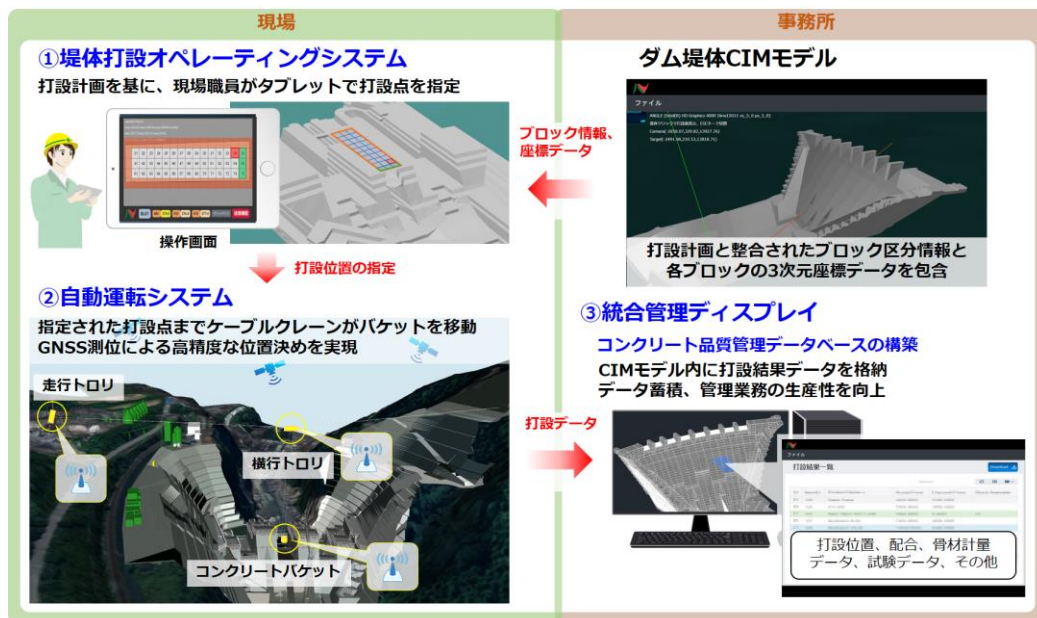 現場
事務所
①堤体打設オペレーティングシステム
打設計画を基に、現場職員がタブレットで打設点を指定
操作画面
打設位置の指定
ブロック情報、
座標データ
ダム堤体CIMモデル
ファイル
打設計画と整合されたブロック区分情報と
各ブロックの3次元座標データを包含
②自動運転システム
指定された打設点までケーブルクレーンがバケットを移動
GNSS測位による高精度な位置決めを実現
走行トロリ
横行トロリ
コンクリートバケット
打設データ
③統合管理ディスプレイ
コンクリート品質管理データベースの構築
CIMモデル内に打設結果データを格納
データ蓄積、管理業務の生産性を向上
ファイル
打設結果一覧
Download
打設位置、配合、骨材計量
データ、試験データ、その他